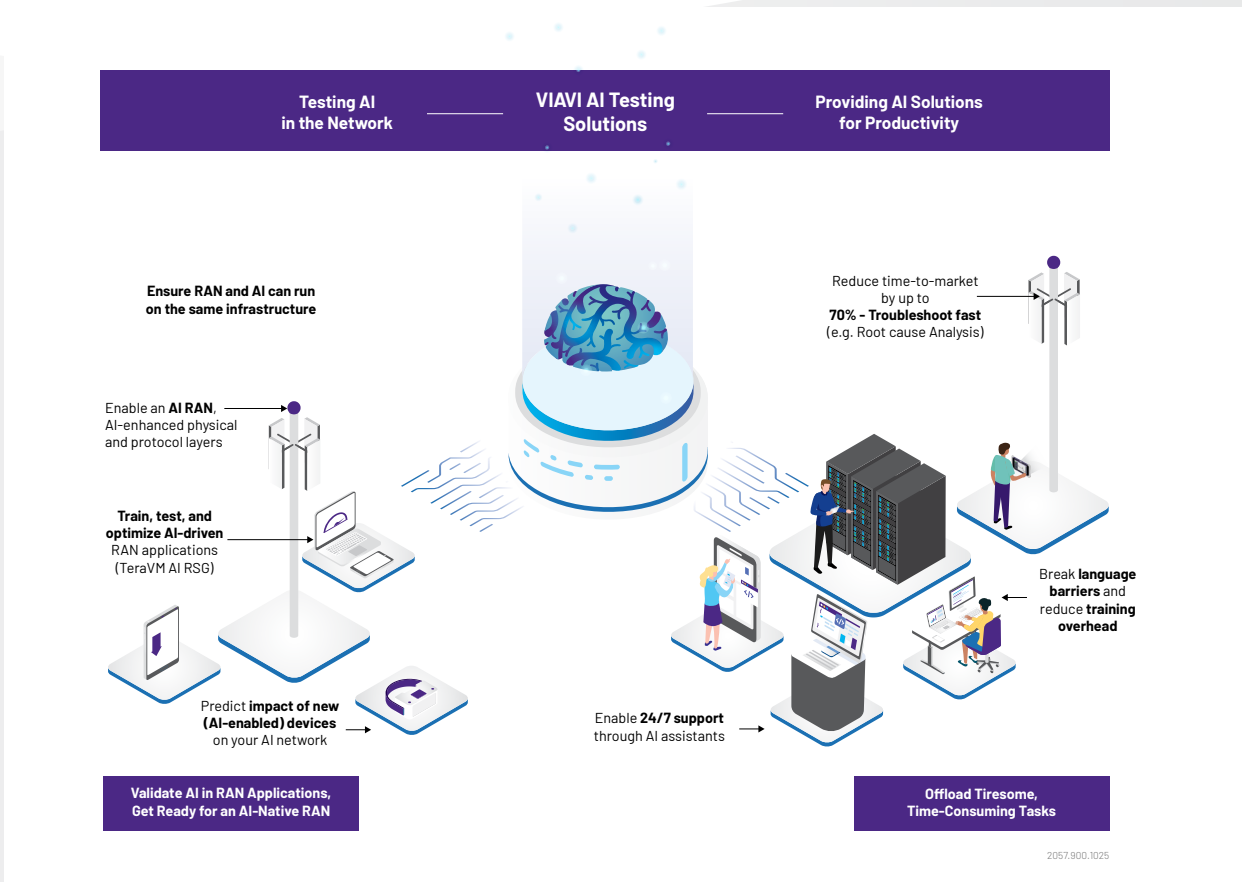 Testing AI
in the Network
VIAVI AI Testing
Solutions
Providing AI Solutions
for Productivity
Ensure RAN and AI can run
on the same infrastructure
Enable an AI RAN,
AI-enhanced physical
and protocol layers
Train, test, and
optimize AI-driven
RAN applications
(TeraVM AI RSG)
Predict impact of new
(AI-enabled) devices
on your AI network
Validate AI in RAN Applications,
Get Ready for an AI-Native RAN
Reduce time-to-market
by up to
70% - Troubleshoot fast
(e.g. Root cause Analysis)
Break language
barriers and
reduce training
overhead
Enable 24/7 support
through AI assistants
</>
</>
Offload Tiresome,
Time-Consuming Tasks
2057.900.1025